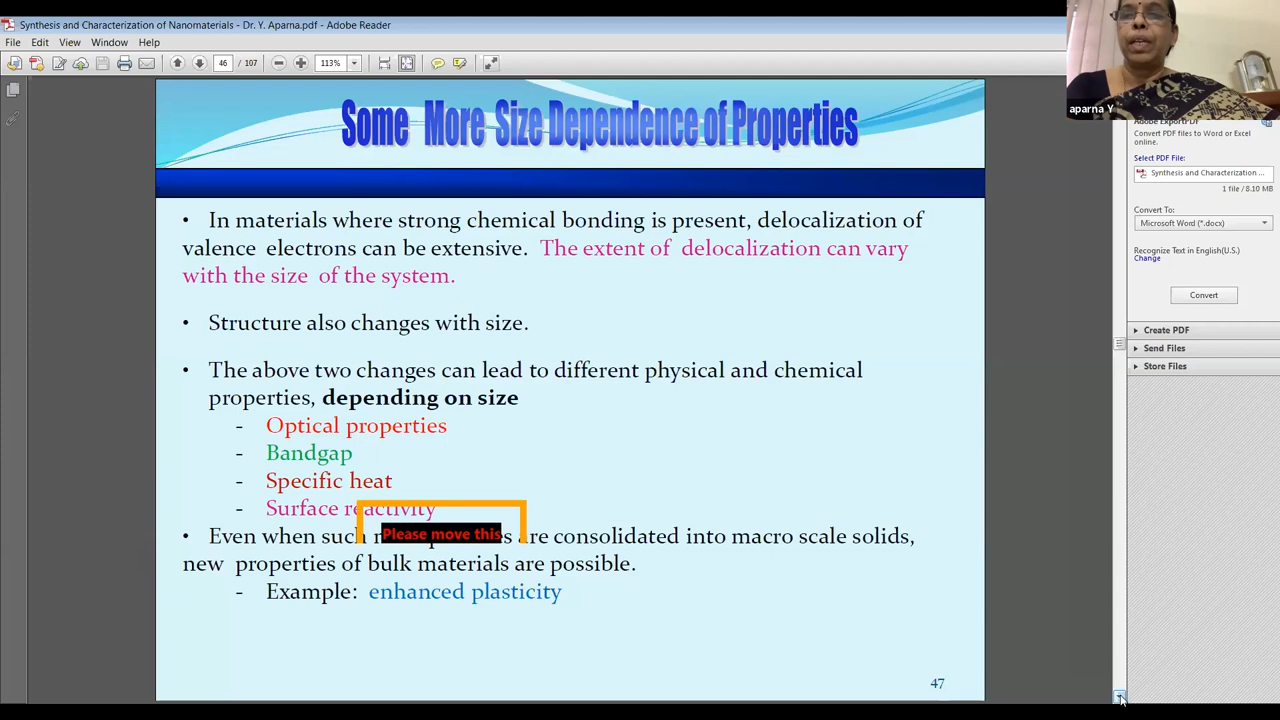 Synthesis and Characterization of Nanomaterials - Dr. Y. Aparna.pdf - Adobe Reader
File Edit View Window Help
46 / 107 113%
aparna Y
Some More Size Dependence of Properties
• In materials where strong chemical bonding is present, delocalization of
valence electrons can be extensive. The extent of delocalization can vary
with the size of the system.
• Structure also changes with size.
• The above two changes can lead to different physical and chemical
properties, depending on size
- Optical properties
- Bandgap
- Specific heat
- Surface reactivity
Please move this
• Even when such are consolidated into macro scale solids,
new properties of bulk materials are possible.
- Example: enhanced plasticity
47
Adobe ExportPDF
Convert PDF files to Word or Excel
online.
Select PDF File:
Synthesis and Characterization ...
1 file / 8.10 MB
Convert To:
Microsoft Word (*.docx)
Recognize Text in English(U.S.)
Change
Convert
Create PDF
Send Files
Store Files